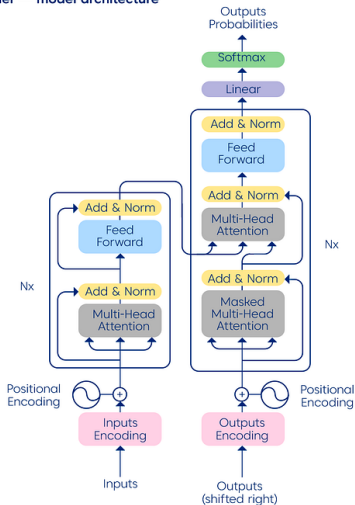 model architecture
Outputs
Probabilities
Softmax
Linear
Add & Norm
Feed
Forward
Add & Norm
Multi-Head
Attention
Nx
Add & Norm
Masked
Multi-Head
Attention
Add & Norm
Feed
Forward
Nx
Add & Norm
Multi-Head
Attention
Positional
Encoding
Positional
Encoding
Inputs
Encoding
Outputs
Encoding
Inputs
Outputs
(shifted right)